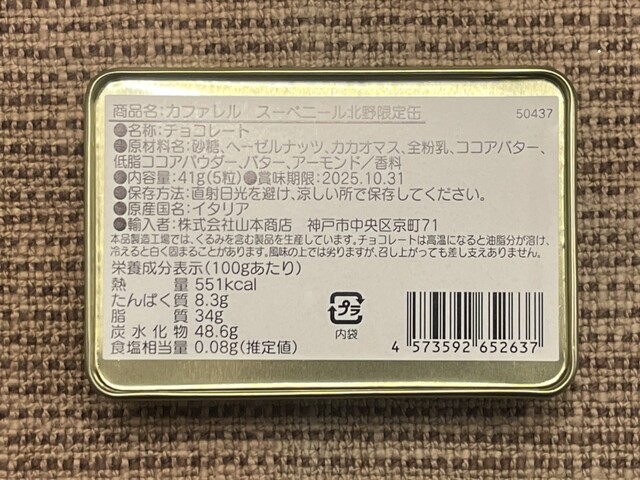 商品名:カファレル　スーベニール北野限定缶　50437
●名称:チョコレート
●原材料名:砂糖、ヘーゼルナッツ、カカオマス、全粉乳、ココアバター、
低脂ココアパウダー、バター、アーモンド／香料
●内容量:41g(5粒)●賞味期限:2025.10.31
●保存方法:直射日光を避け、涼しい所で保存してください。
●原産国名:イタリア
●輸入者:株式会社山本商店　神戸市中央区京町71
本品製造工場では、くるみを含む製品を生産しています。チョコレートは高温になると油脂分が溶け、
冷えると白く固まることがあります。風味の上では劣りますが、召し上がっても差し支えありません。
栄養成分表示(100gあたり)
熱　　量　551kcal
たんぱく質　8.3g
脂　　質　34g
炭水化物　48.6g
食塩相当量　0.08g(推定値)
プラ
内袋
4 573592 652637